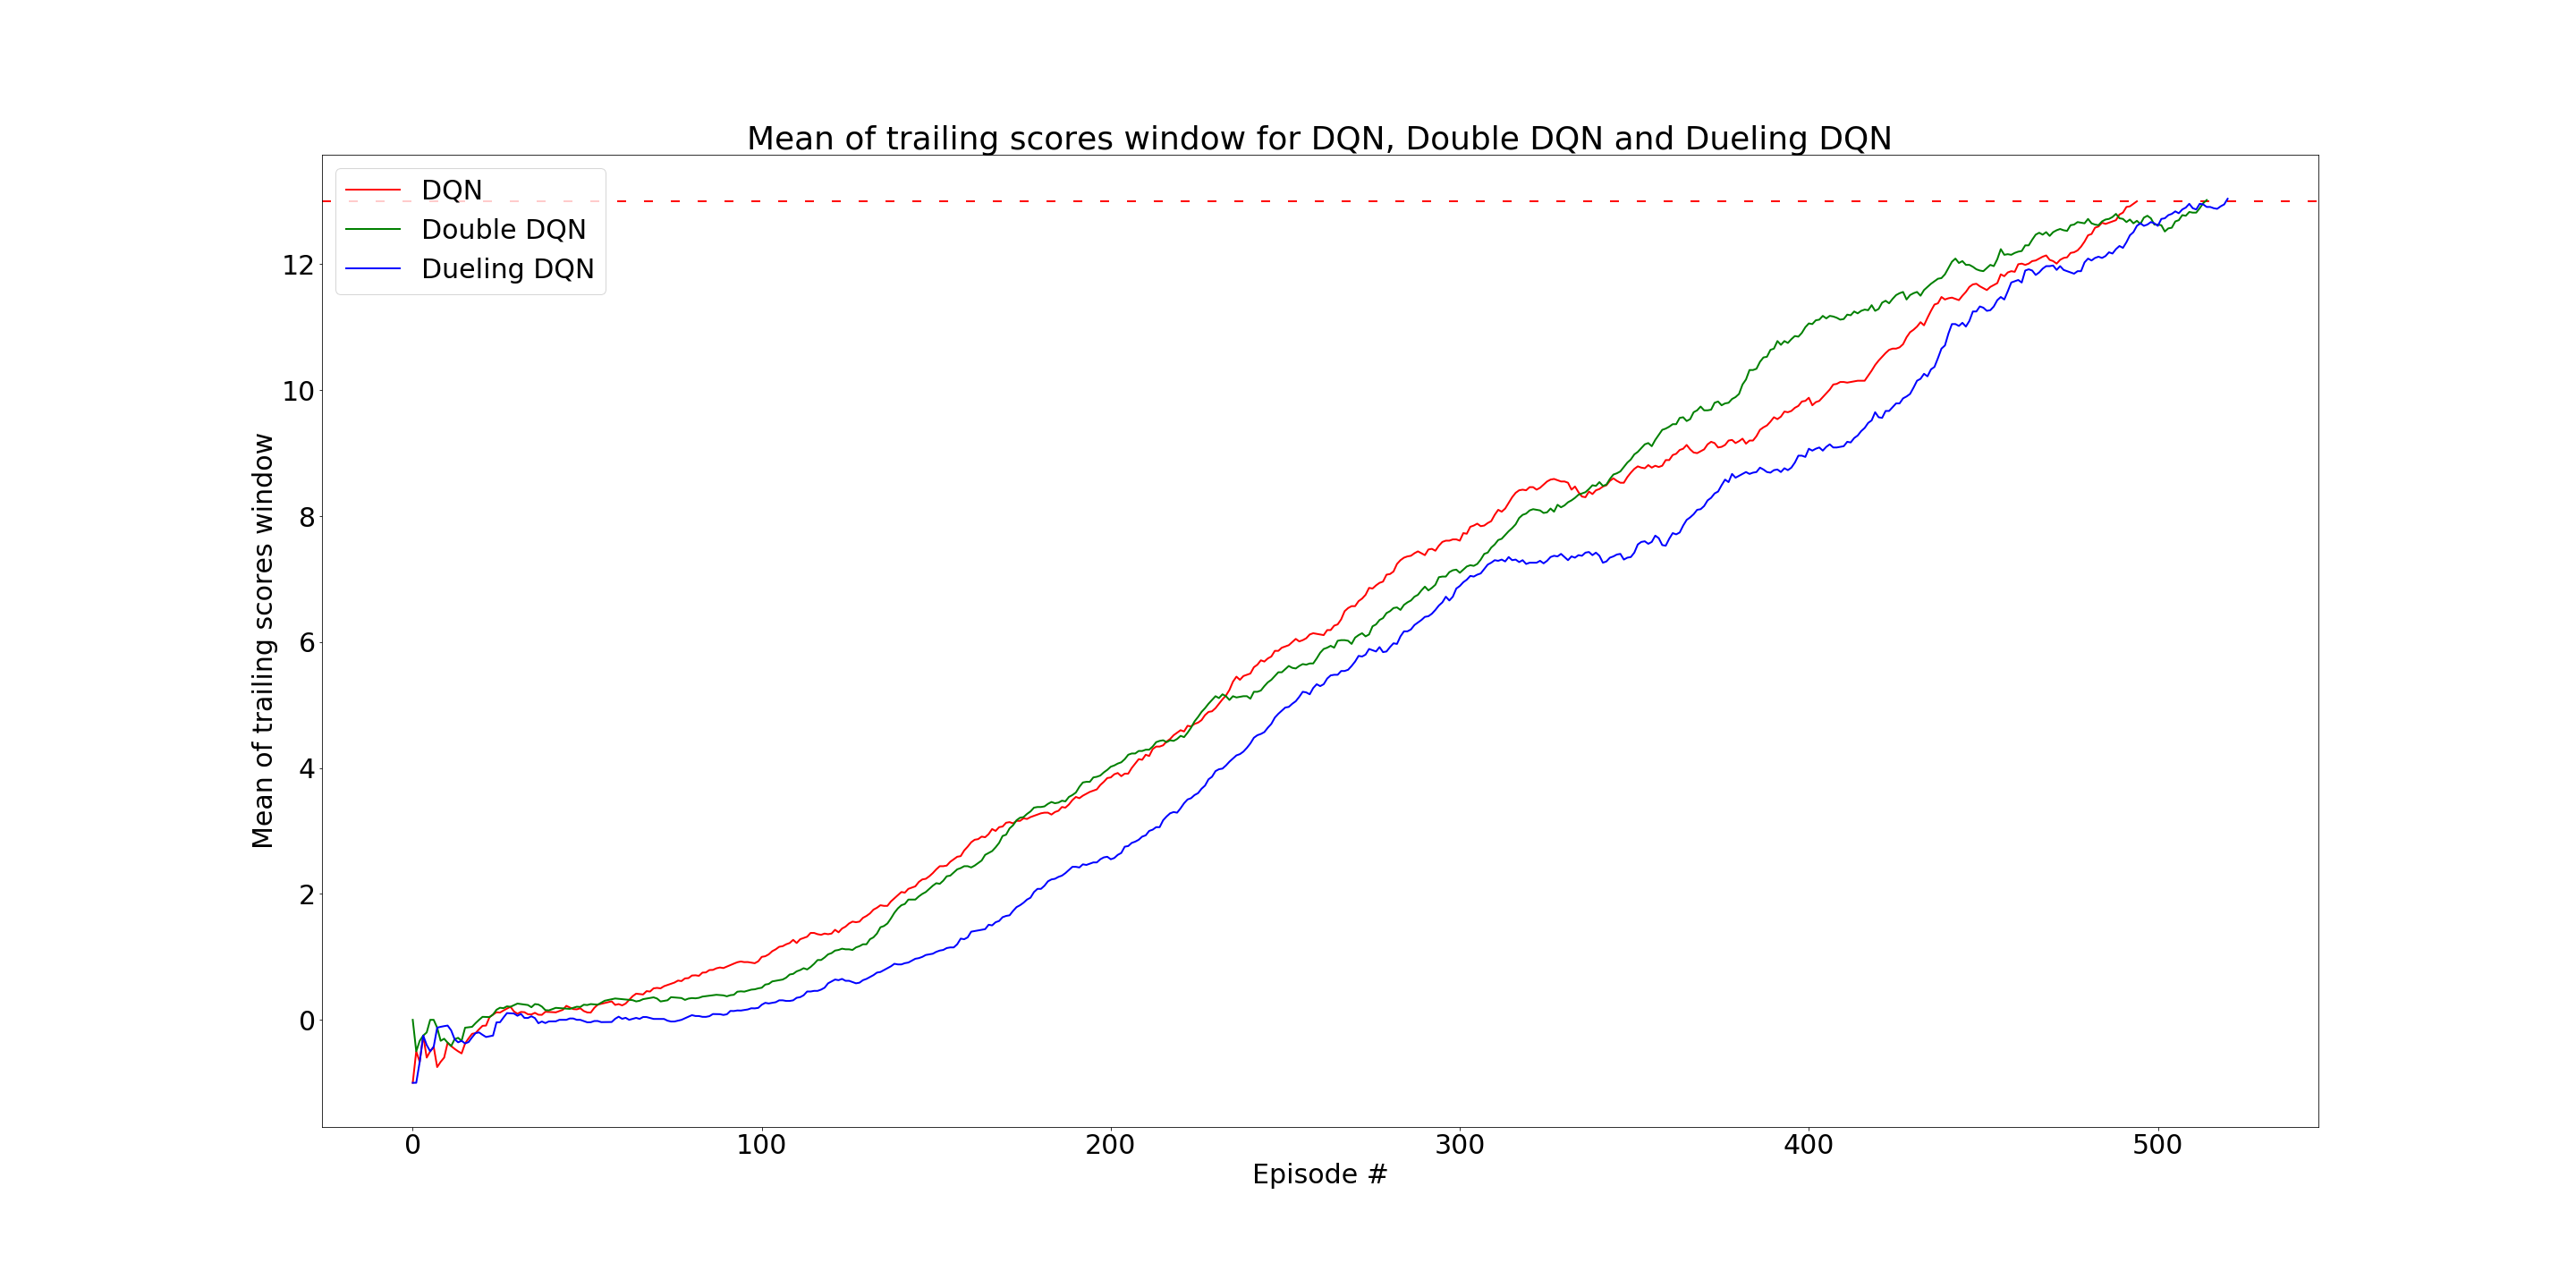 Mean of trailing scores window for DQN, Double DQN and Dueling DQN
DQN
Double DQN
Dueling DQN
Mean of trailing scores window
12
10
8
6
4
2
0
0 100 200 300 400 500
Episode #